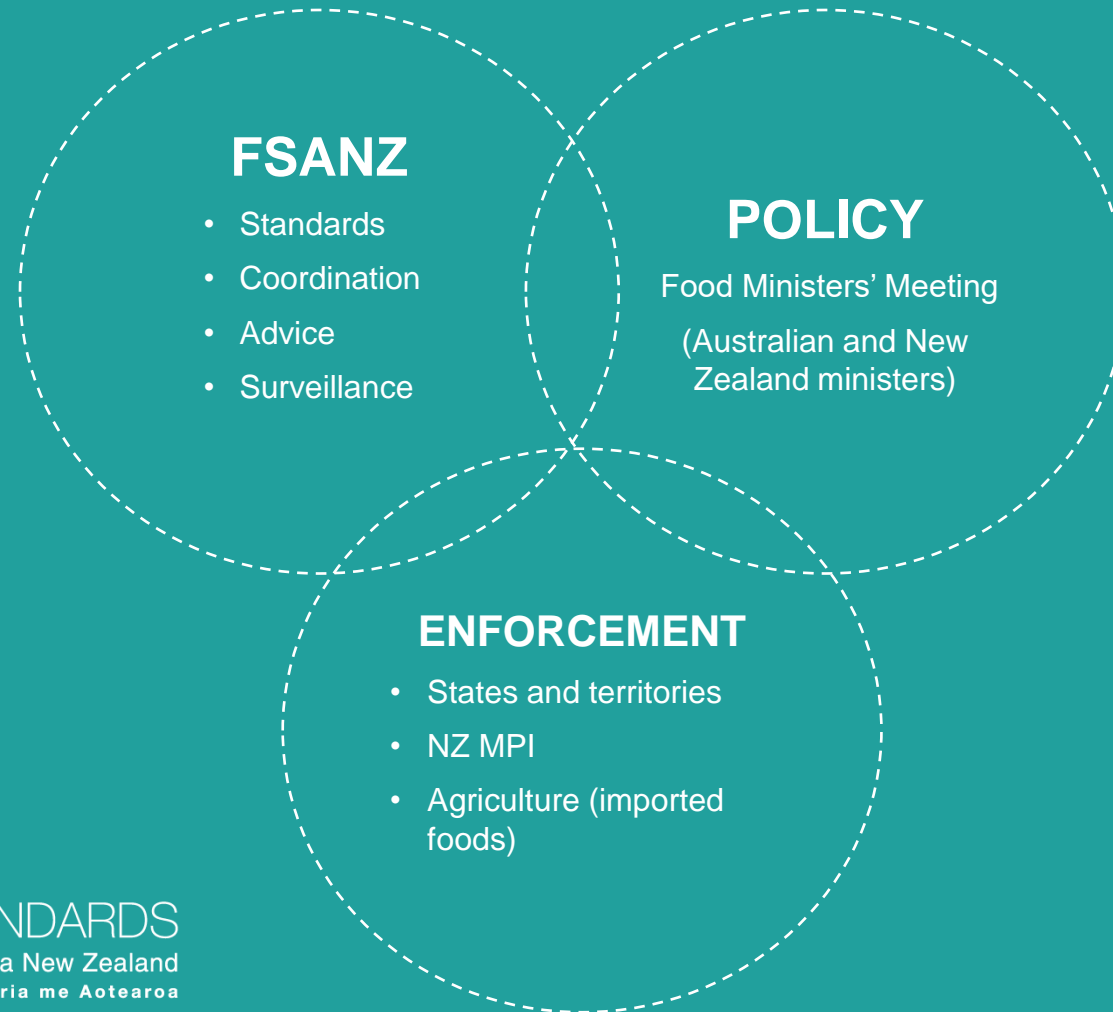 FSANZ
• Standards
• Coordination
• Advice
• Surveillance
POLICY
Food Ministers’ Meeting
(Australian and New
Zealand ministers)
ENFORCEMENT
• States and territories
• NZ MPI
• Agriculture (imported
foods)
NDARDS
a New Zealand
ria me Aotearoa